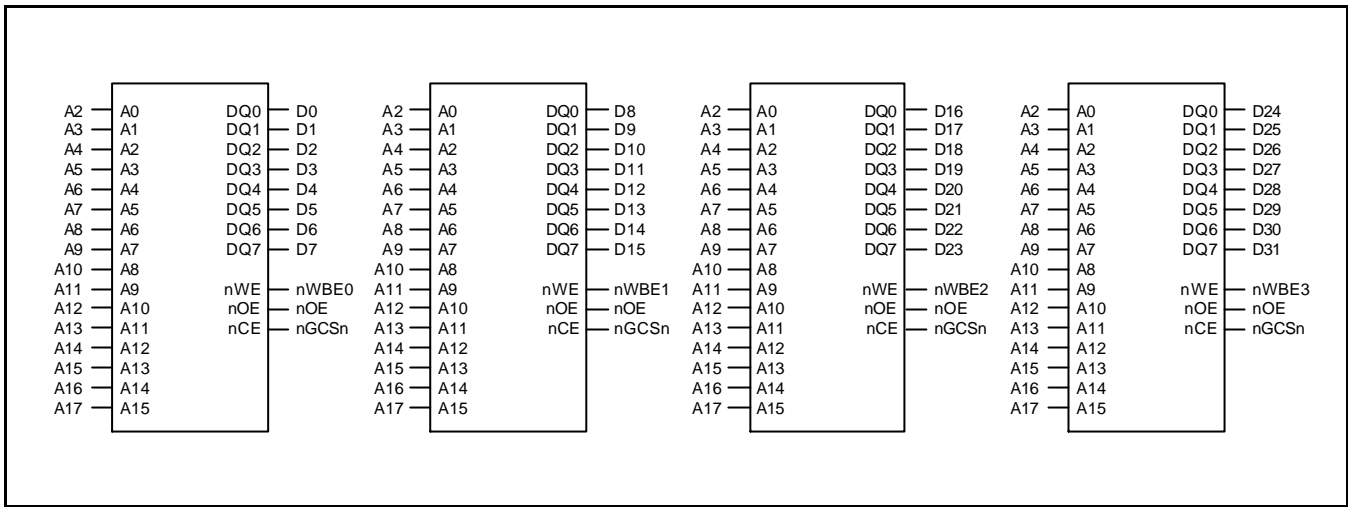 A2 A0 DQ0 D0 A2 A0 DQ0 D8 A2 A0 DQ0 D16 A2 A0 DQ0 D24
A3 A1 DQ1 D1 A3 A1 DQ1 D9 A3 A1 DQ1 D17 A3 A1 DQ1 D25
A4 A2 DQ2 D2 A4 A2 DQ2 D10 A4 A2 DQ2 D18 A4 A2 DQ2 D26
A5 A3 DQ3 D3 A5 A3 DQ3 D11 A5 A3 DQ3 D19 A5 A3 DQ3 D27
A6 A4 DQ4 D4 A6 A4 DQ4 D12 A6 A4 DQ4 D20 A6 A4 DQ4 D28
A7 A5 DQ5 D5 A7 A5 DQ5 D13 A7 A5 DQ5 D21 A7 A5 DQ5 D29
A8 A6 DQ6 D6 A8 A6 DQ6 D14 A8 A6 DQ6 D22 A8 A6 DQ6 D30
A9 A7 DQ7 D7 A9 A7 DQ7 D15 A9 A7 DQ7 D23 A9 A7 DQ7 D31
A10 A8 A10 A8 A10 A8 A10 A8
A11 A9 nWE nWBE0 A11 A9 nWE nWBE1 A11 A9 nWE nWBE2 A11 A9 nWE nWBE3
A12 A10 nOE nOE A12 A10 nOE nOE A12 A10 nOE nOE A12 A10 nOE nOE
A13 A11 nCE nGCSn A13 A11 nCE nGCSn A13 A11 nCE nGCSn A13 A11 nCE nGCSn
A14 A12 A14 A12 A14 A12 A14 A12
A15 A13 A15 A13 A15 A13 A15 A13
A16 A14 A16 A14 A16 A14 A16 A14
A17 A15 A17 A15 A17 A15 A17 A15